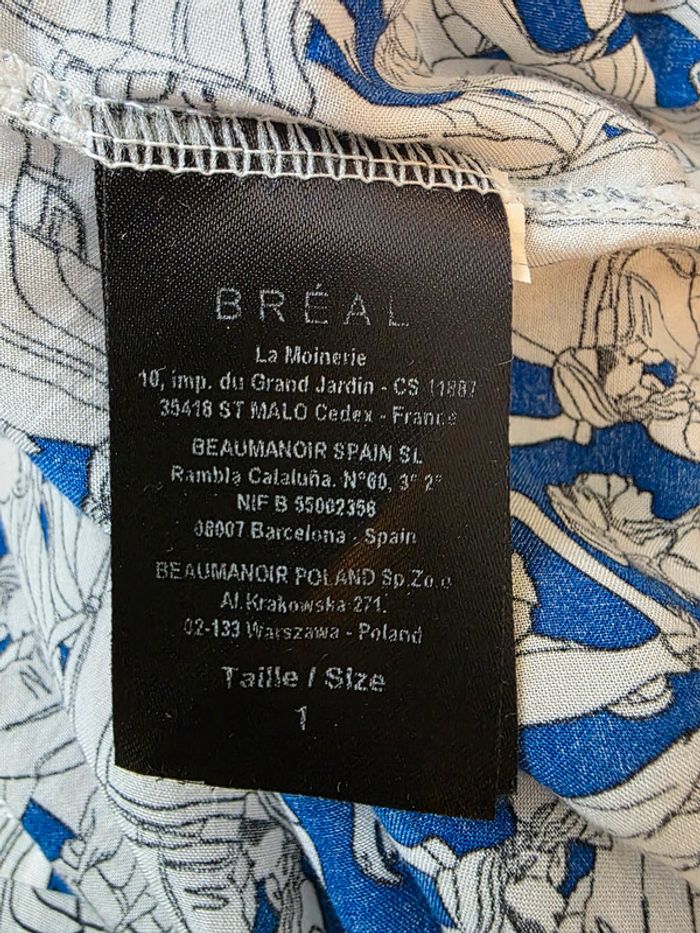 BRÉAL
La Moinerie
10, imp. du Grand Jardin - CS 11887
35418 ST MALO Cedex - France
BEAUMANOIR SPAIN SL
Rambla Cataluña. N°60, 3° 2ª
NIF B 55002356
08007 Barcelona - Spain
BEAUMANOIR POLAND Sp.Zo.o
Al.Krakowska 271.
02-133 Warszawa - Poland
Taille / Size
1